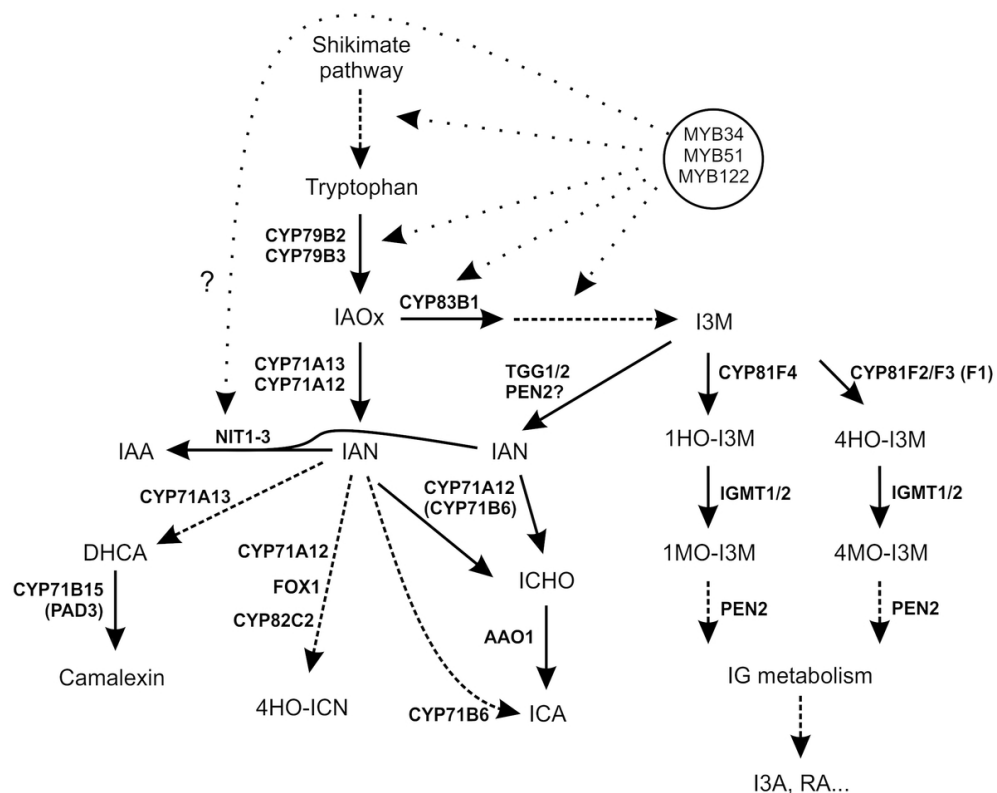 Shikimate
pathway
MYB34
MYB51
MYB122
Tryptophan
CYP79B2
CYP79B3
?
IAOx
CYP83B1
I3M
CYP71A13
CYP71A12
TGG1/2
PEN2?
CYP81F4
CYP81F2/F3 (F1)
IAA
NIT1-3
IAN
IAN
1HO-I3M
4HO-I3M
CYP71A13
CYP71A12
(CYP71B6)
IGMT1/2
IGMT1/2
DHCA
CYP71A12
FOX1
CYP82C2
ICHO
1MO-I3M
4MO-I3M
CYP71B15
(PAD3)
AAO1
PEN2
PEN2
Camalexin
4HO-ICN
CYP71B6
ICA
IG metabolism
I3A, RA...